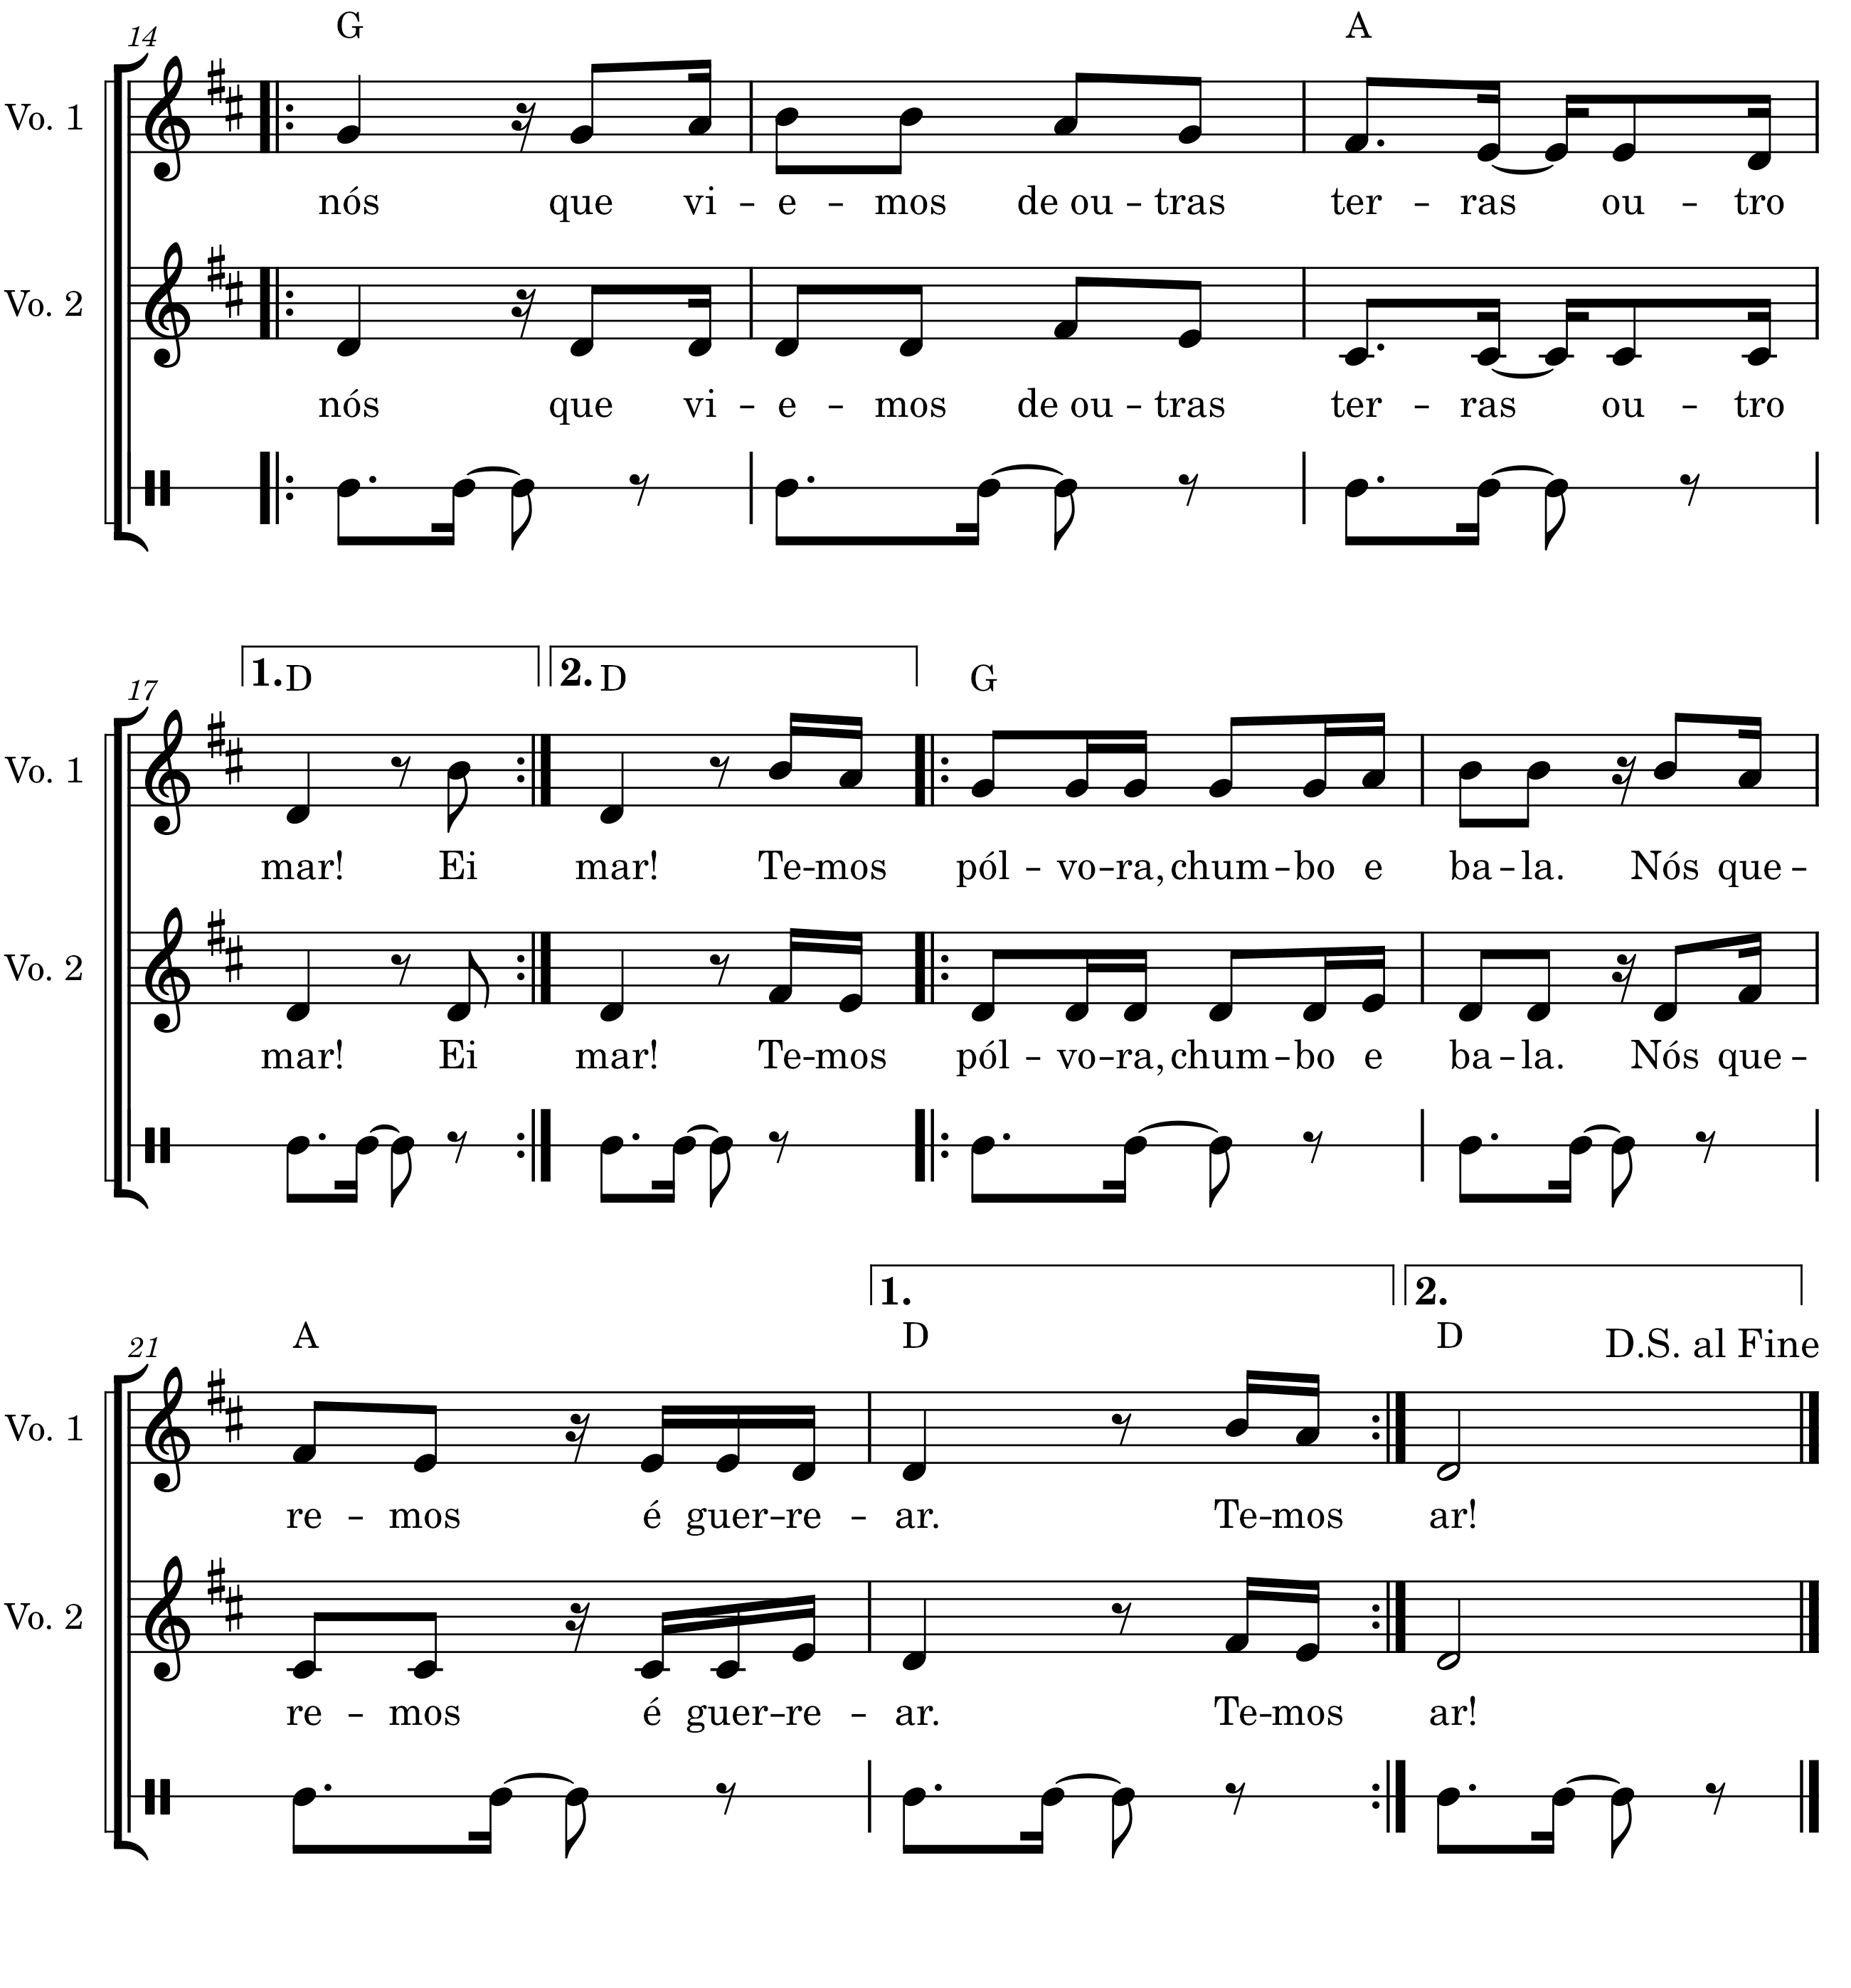 14 G A
Vo. 1
nós que vi - e - mos de ou - tras ter - ras ou - tro
Vo. 2
nós que vi - e - mos de ou - tras ter - ras ou - tro
17 1. D 2. D G
Vo. 1
mar! Ei mar! Te-mos pól - vo-ra, chum-bo e ba-la. Nós que-
Vo. 2
mar! Ei mar! Te-mos pól - vo-ra, chum-bo e ba-la. Nós que-
1. 2.
21 A D D D.S. al Fine
Vo. 1
re - mos é guer-re - ar. Te-mos ar!
Vo. 2
re - mos é guer-re - ar. Te-mos ar!